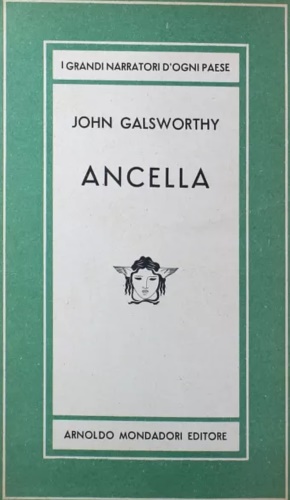 I GRANDI NARRATORI D'OGNI PAESE
JOHN GALSWORTHY
ANCELLA
ARNOLDO MONDADORI EDITORE